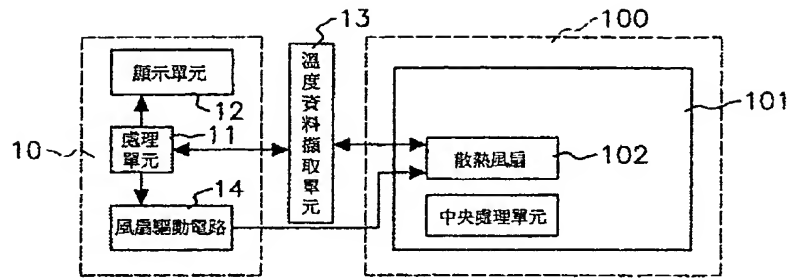 13
100
顯示單元
12
溫度資料擷取單元
101
10
處理單元
11
散熱風扇
102
14
風扇驅動電路
中央處理單元